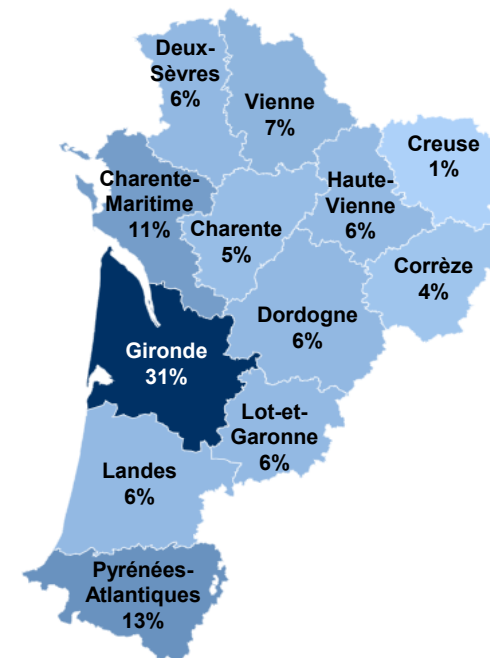 Deux-
Sèvres
6%
Vienne
7%
Creuse
1%
Charente-
Maritime
11%
Charente
5%
Haute-
Vienne
6%
Corrèze
4%
Dordogne
6%
Gironde
31%
Lot-et-
Garonne
6%
Landes
6%
Pyrénées-
Atlantiques
13%